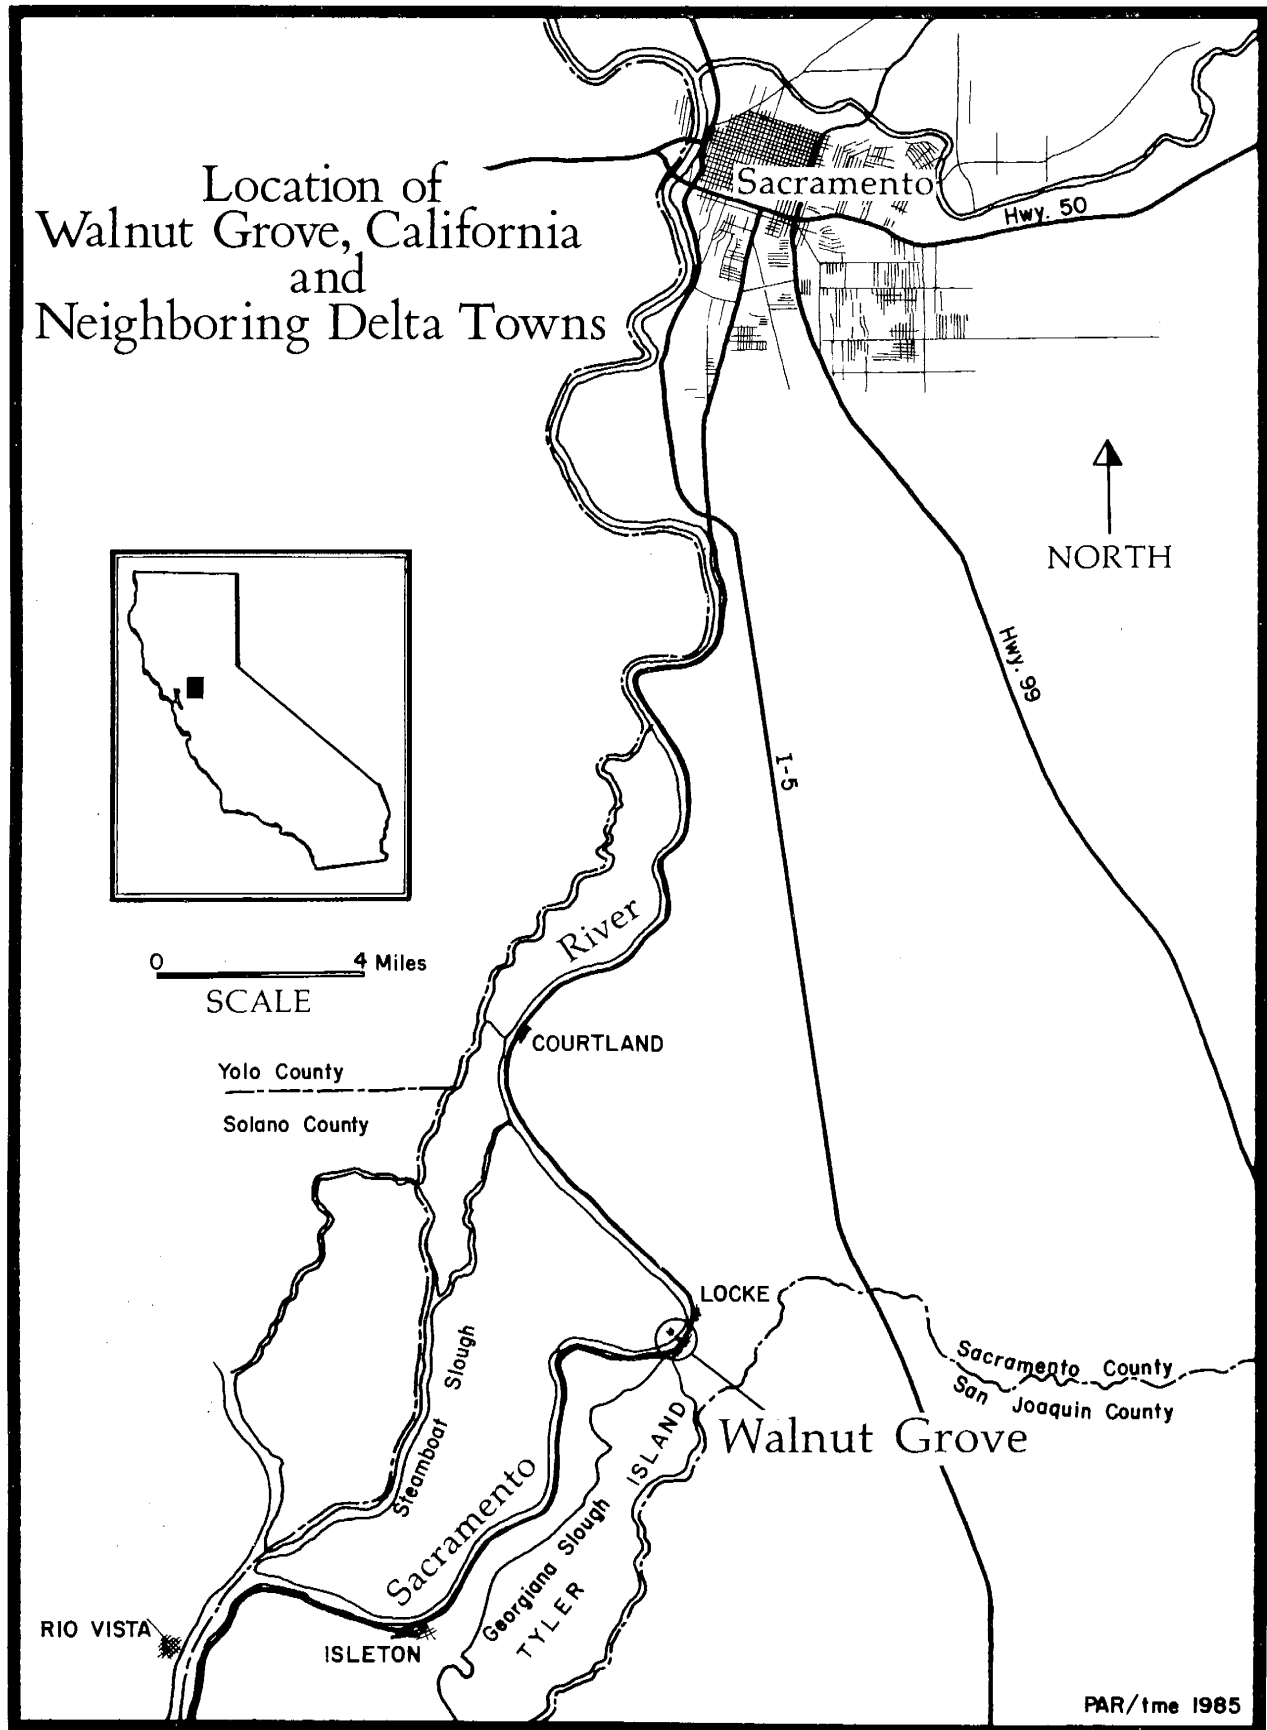 Location of
Walnut Grove, California
and
Neighboring Delta Towns
Sacramento
Hwy. 50
NORTH
Hwy. 99
I-5
River
0 4 Miles
SCALE
COURTLAND
Yolo County
Solano County
LOCKE
Sacramento County
San Joaquin County
Walnut Grove
Steamboat Slough
Sacramento
Georgiana Slough
TYLER ISLAND
RIO VISTA
ISLETON
PAR/tme 1985